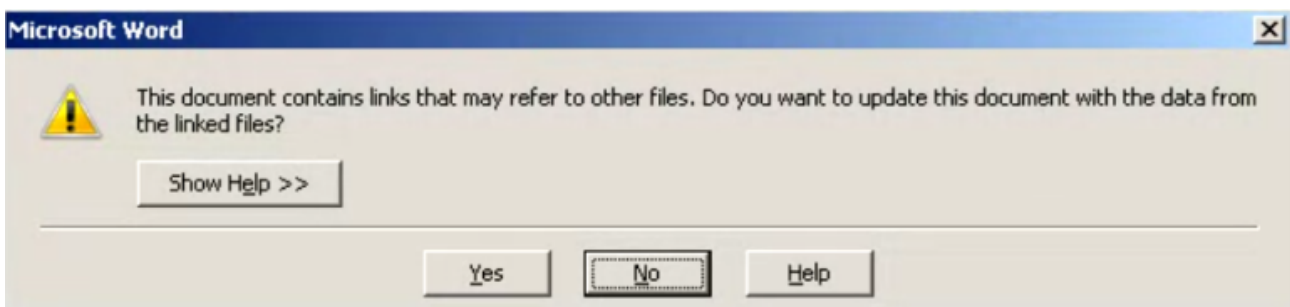 Microsoft Word
This document contains links that may refer to other files. Do you want to update this document with the data from
the linked files?
Show Help >>
Yes
No
Help